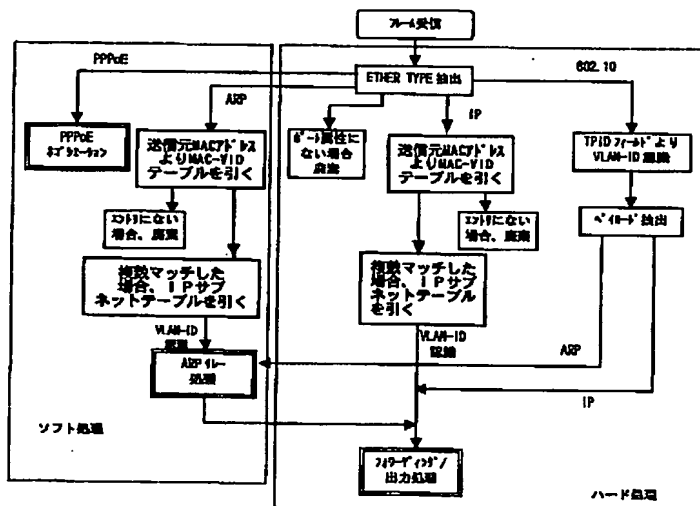 フレーム受信
PPPoE
ETHER TYPE 抽出
802.1Q
ARP
IP
PPPoE
ネゴシエーション
送信元MACアドレス
よりMAC-VID
テーブルを引く
ポート属性に
ない場合
廃棄
送信元MACアドレス
よりMAC-VID
テーブルを引く
TPIDフィールドより
VLAN-ID認識
エントリにない
場合、廃棄
エントリにない
場合、廃棄
ペイロード抽出
複数マッチした
場合、IPサブ
ネットテーブルを引く
複数マッチした
場合、IPサブ
ネットテーブル
を引く
VLAN-ID
認識
VLAN-ID
認識
ARP
ARPリレー
処理
IP
ソフト処理
フォワーディング/
出力処理
ハード処理